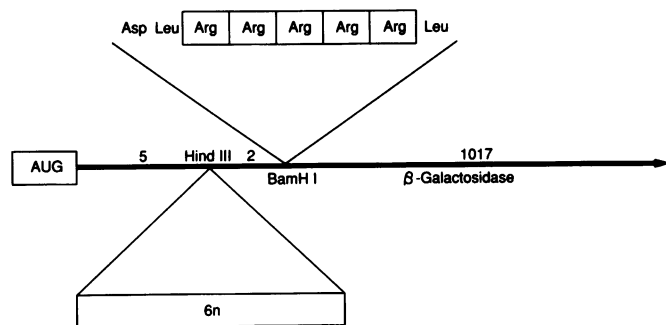 Asp Leu Arg Arg Arg Arg Arg Leu
AUG 5 Hind III 2 1017
BamH I β-Galactosidase
6n